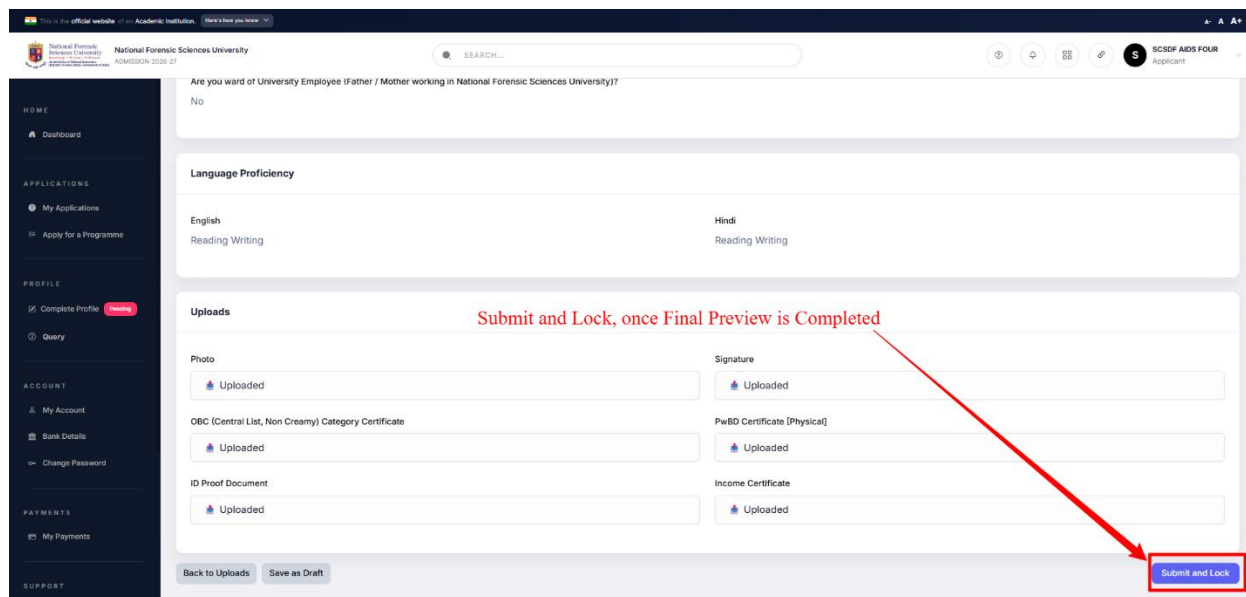 This is the official website of an Academic Institution. Here's how you know
A- A A+
National Forensic
Sciences University
National Forensic Sciences University
ADMISSION-2026-27
SEARCH...
S
SCSDF AIDS FOUR
Applicant
Are you ward of University Employee (Father / Mother working in National Forensic Sciences University)?
No
HOME
Dashboard
APPLICATIONS
My Applications
Apply for a Programme
PROFILE
Complete Profile Pending
Query
ACCOUNT
My Account
Bank Details
Change Password
PAYMENTS
My Payments
SUPPORT
Language Proficiency
English
Hindi
Reading Writing
Reading Writing
Uploads
Submit and Lock, once Final Preview is Completed
Photo
Signature
Uploaded
Uploaded
OBC (Central List, Non Creamy) Category Certificate
PwBD Certificate [Physical]
Uploaded
Uploaded
ID Proof Document
Income Certificate
Uploaded
Uploaded
Back to Uploads
Save as Draft
Submit and Lock